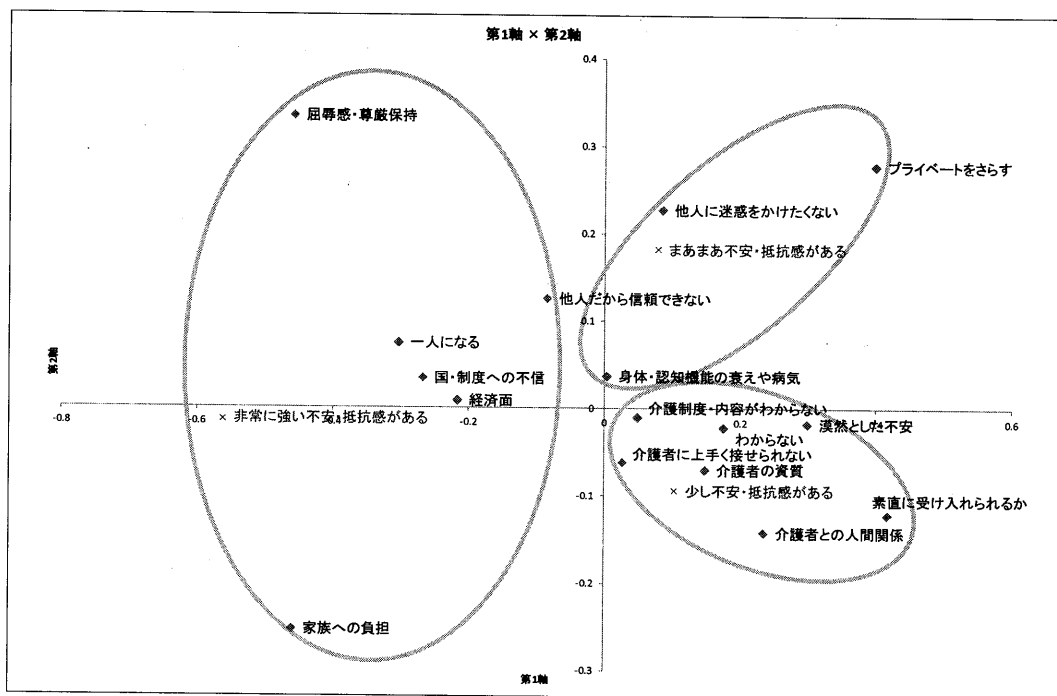 第1軸 × 第2軸
0.4
屈辱感・尊厳保持
0.3
プライベートをさらす
他人に迷惑をかけたくない
0.2
まあまあ不安・抵抗感がある
他人だから信頼できない
0.1
一人になる
国・制度への不信
身体・認知機能の衰えや病気
第2軸
経済面
介護制度・内容がわからない
-0.8
-0.6
非常に強い不安・抵抗感がある
-0.4
-0.2
0
0
0.2
漠然とした不安
0.6
わからない
介護者に上手く接せられない
介護者の資質
-0.1
少し不安・抵抗感がある
素直に受け入れられるか
介護者との人間関係
-0.2
家族への負担
-0.3
第1軸